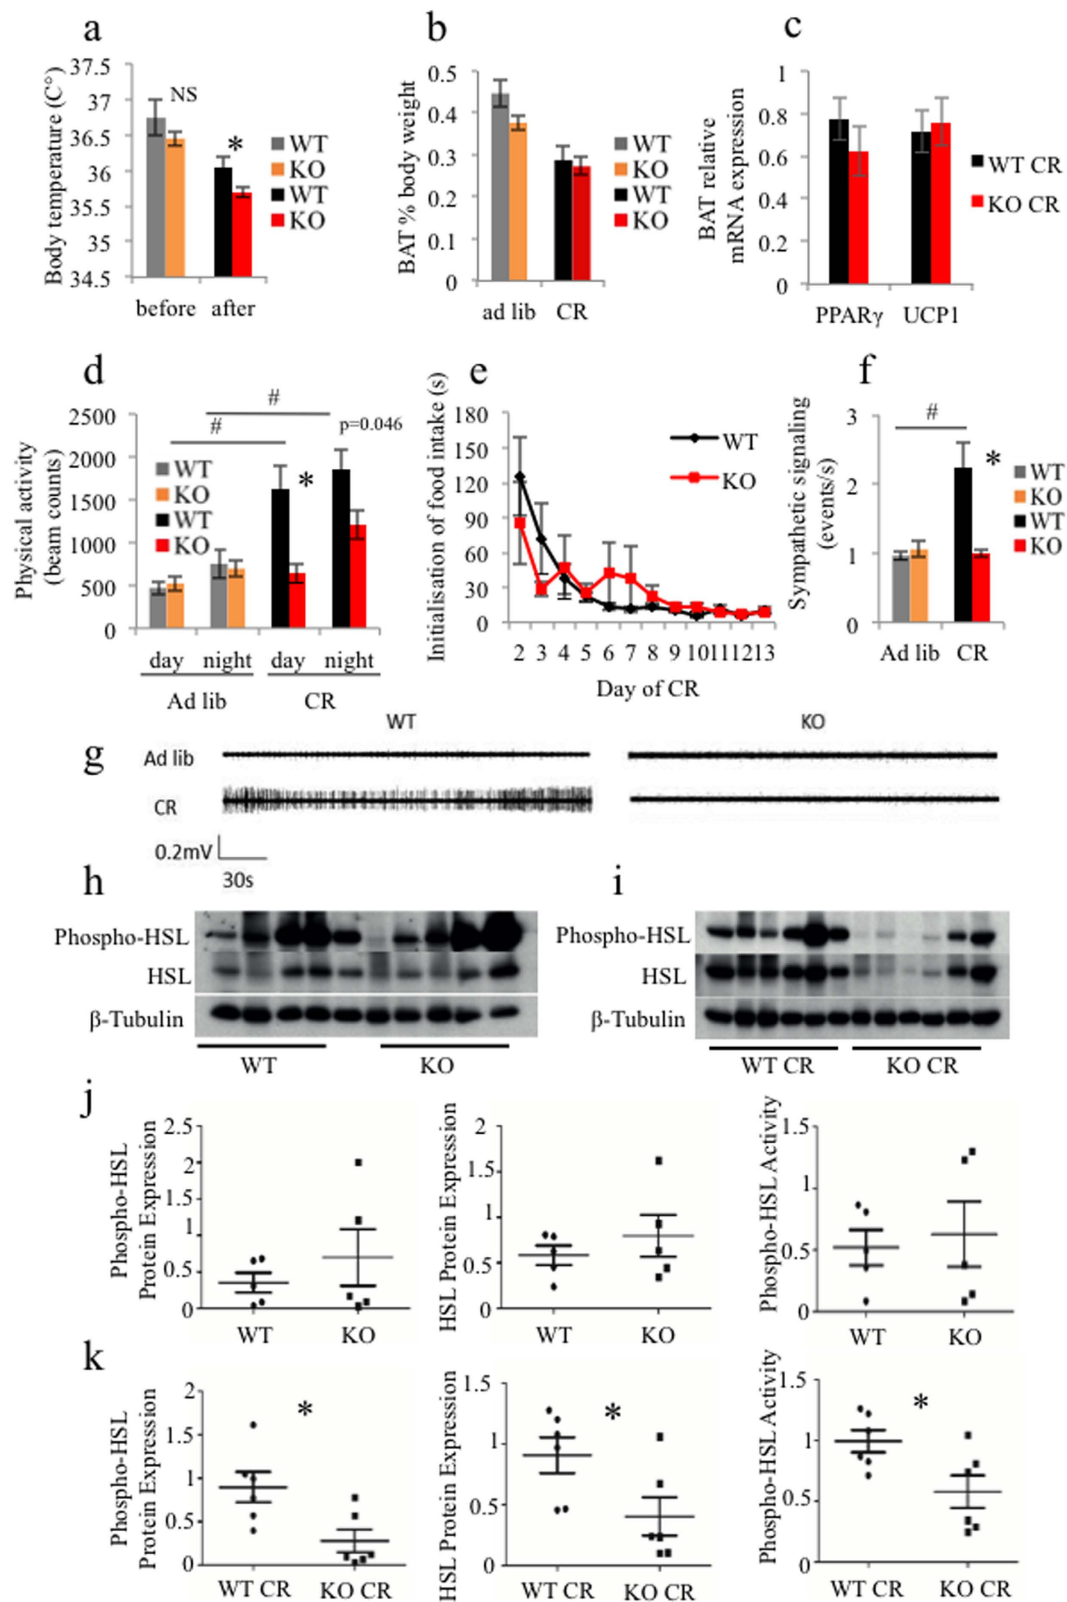 a
Body temperature (C°)
37.5
37
36.5
36
35.5
35
34.5
NS
*
before after
WT
KO
WT
KO
b
BAT % body weight
0.5
0.4
0.3
0.2
0.1
0
ad lib CR
WT
KO
WT
KO
c
BAT relative
mRNA expression
1
0.8
0.6
0.4
0.2
0
PPARγ UCP1
WT CR
KO CR
d
Physical activity
(beam counts)
2500
2000
1500
1000
500
0
#
#
p=0.046
*
WT
KO
WT
KO
day night day night
Ad lib CR
e
Initialisation of food intake (s)
180
150
120
90
60
30
0
WT
KO
2 3 4 5 6 7 8 9 10 11 12 13
Day of CR
f
Sympathetic signaling
(events/s)
3
2
1
0
#
*
WT
KO
WT
KO
Ad lib CR
g
WT KO
Ad lib
CR
0.2mV
30s
h
Phospho-HSL
HSL
β-Tubulin
WT KO
i
Phospho-HSL
HSL
β-Tubulin
WT CR KO CR
j
Phospho-HSL
Protein Expression
2.5
2
1.5
1
0.5
0
WT KO
HSL Protein Expression
2
1.5
1
0.5
0
WT KO
Phospho-HSL Activity
1.5
1
0.5
0
WT KO
k
Phospho-HSL
Protein Expression
2
1.5
1
0.5
0
*
WT CR KO CR
HSL Protein Expression
1.5
1
0.5
0
*
WT CR KO CR
Phospho-HSL Activity
1.5
1
0.5
0
*
WT CR KO CR